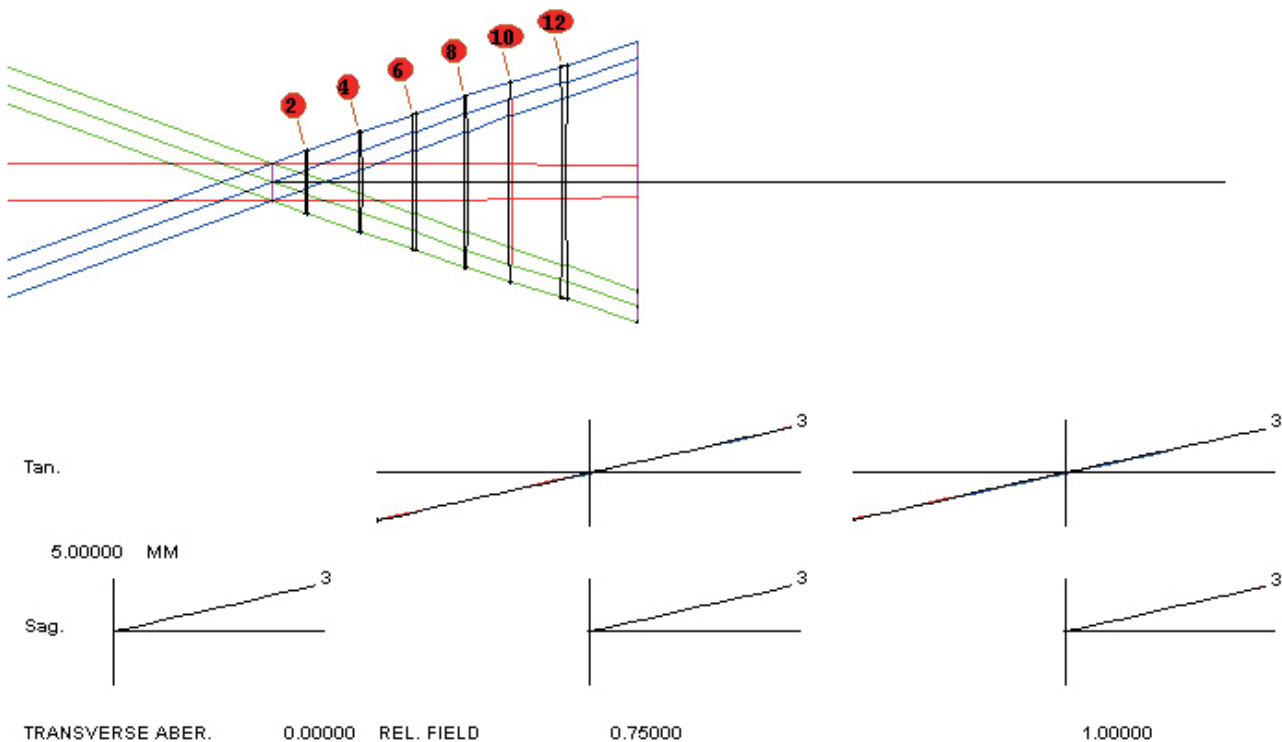 2
4
6
8
10
12
3
3
Tan.
5.00000 MM
3
3
3
Sag.
TRANSVERSE ABER. 0.00000 REL. FIELD 0.75000 1.00000